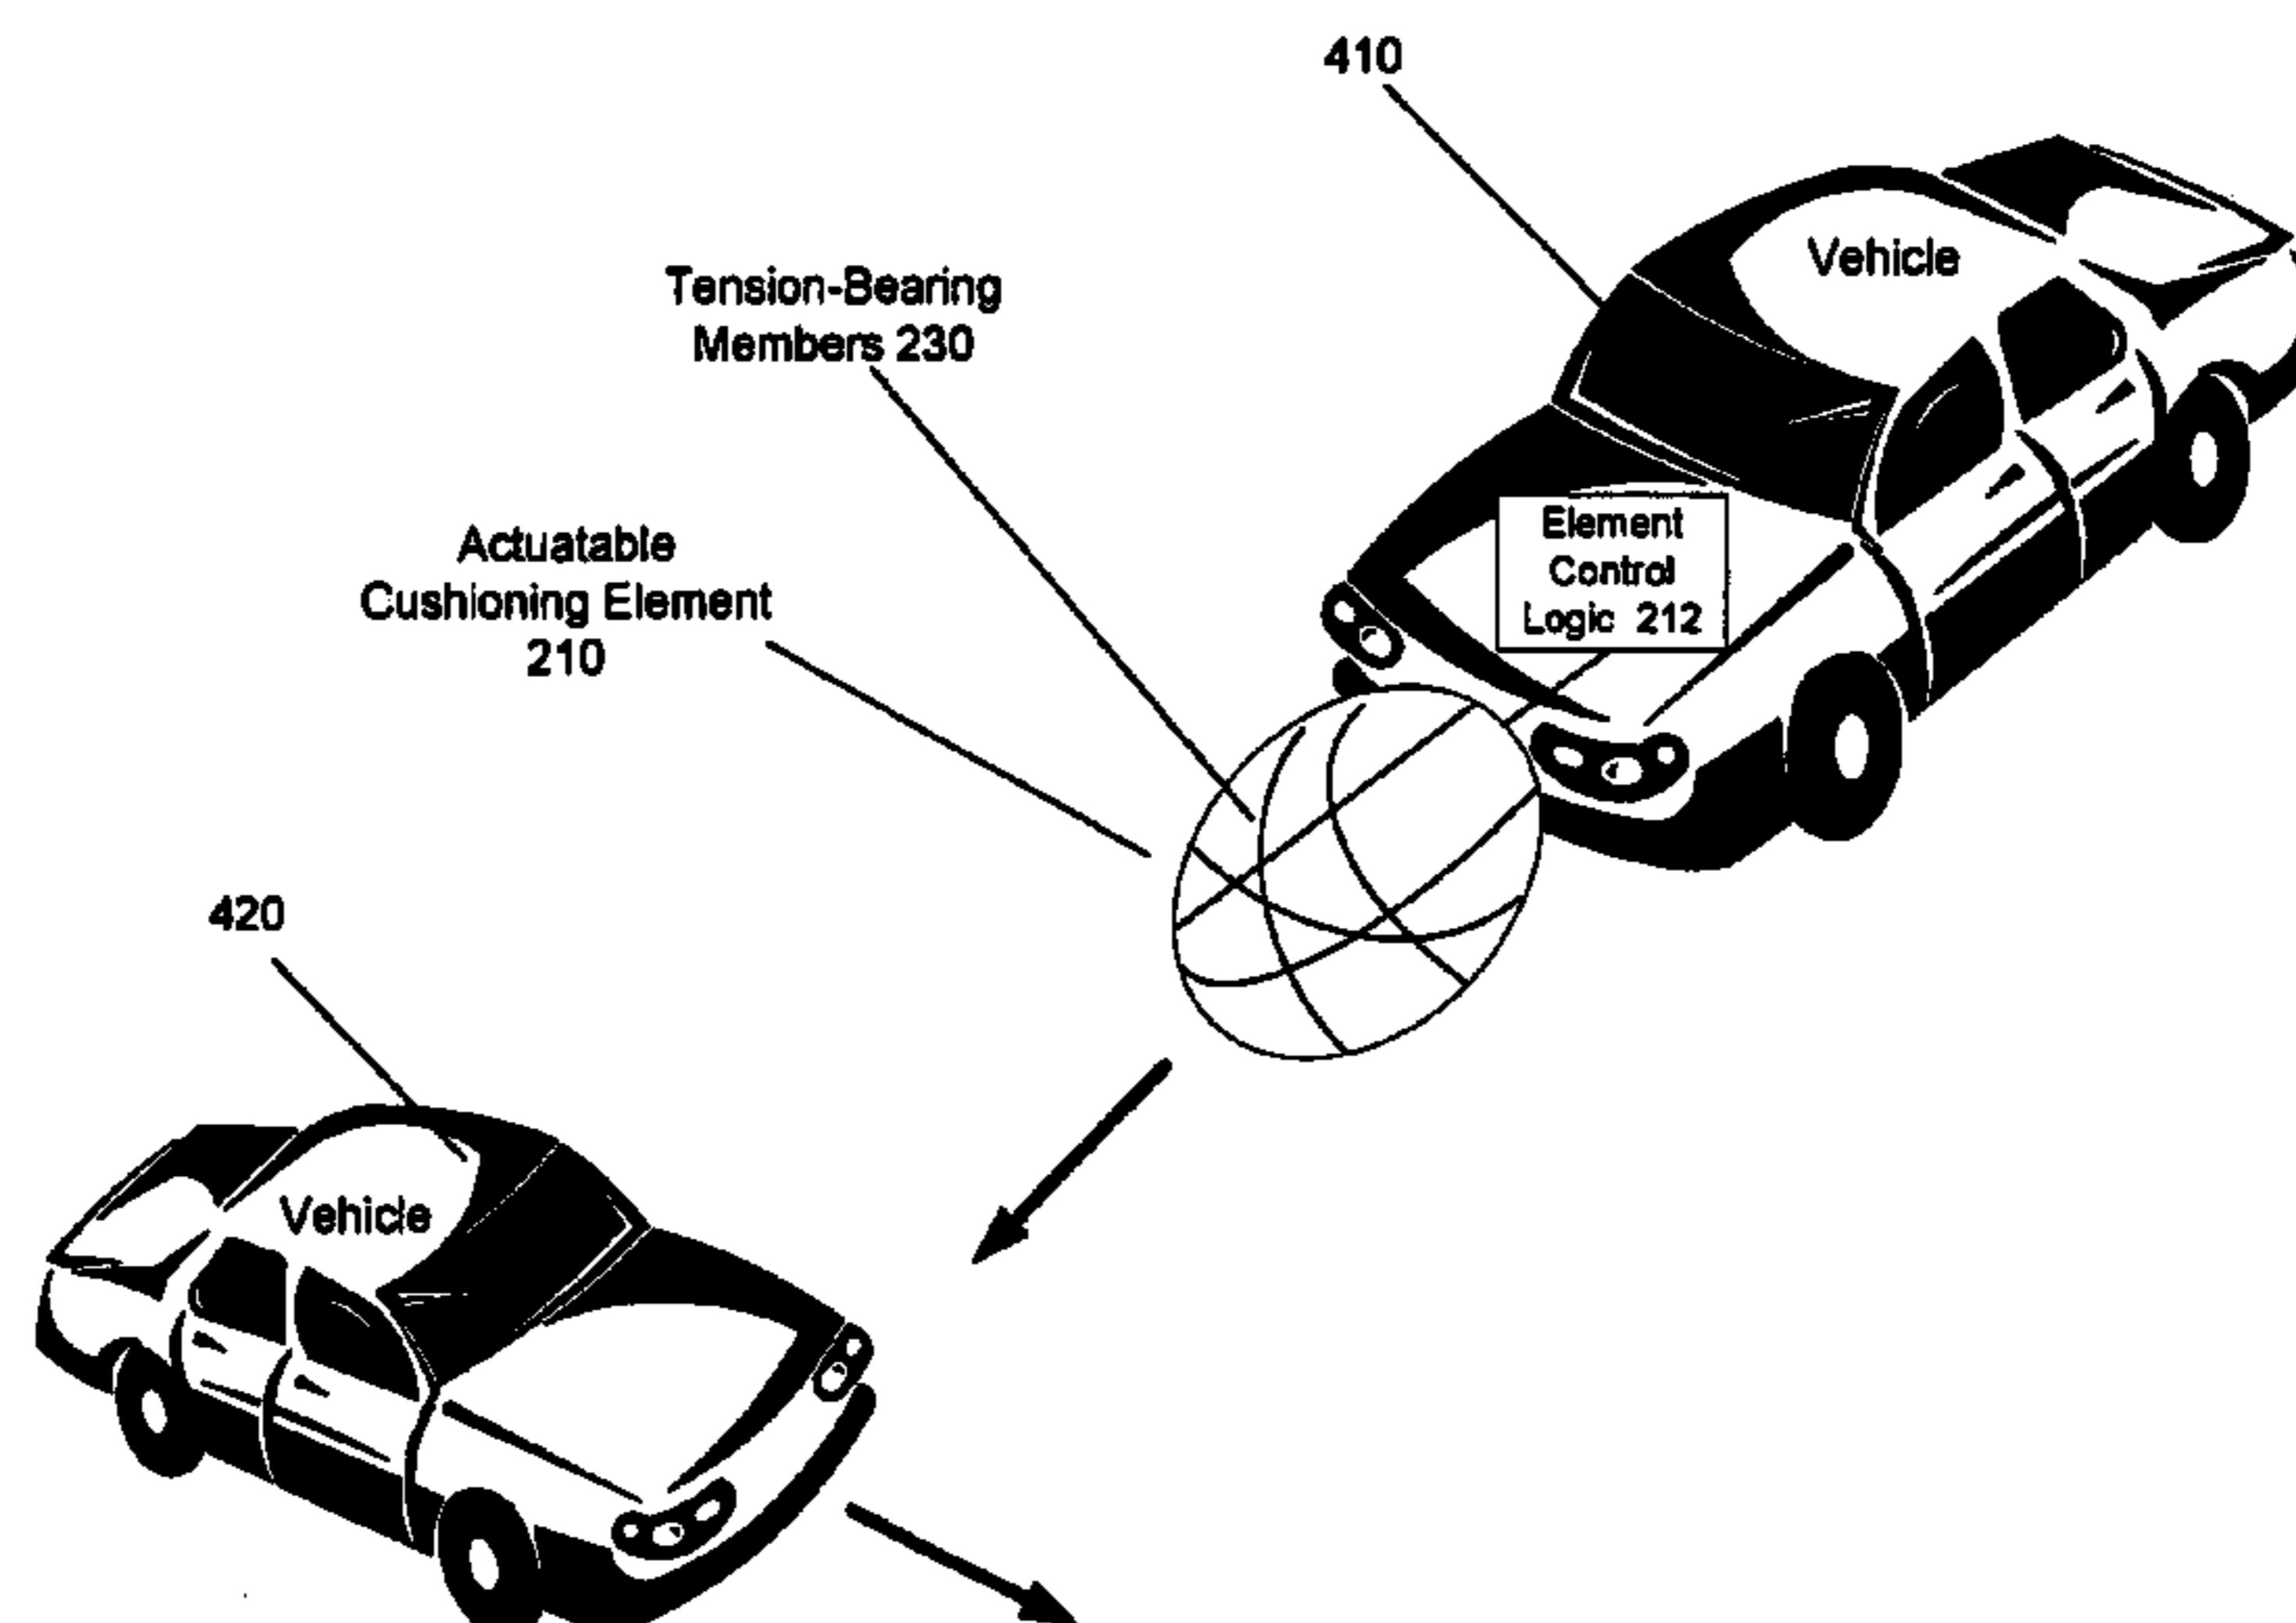 410
Vehicle
Tension-Bearing
Members 230
Element
Control
Logic 212
Actuatable
Cushioning Element
210
420
Vehicle